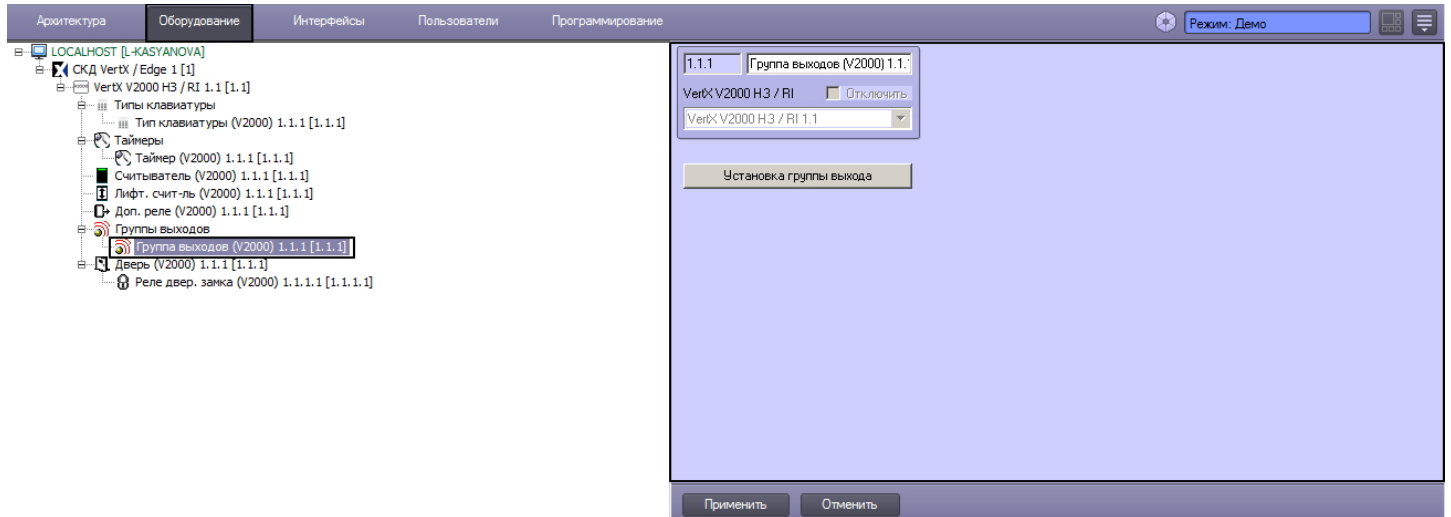 Архитектура Оборудование Интерфейсы Пользователи Программирование Режим: Демо
LOCALHOST [L-KASYANOVA]
СКД VertX / Edge 1 [1]
VertX V2000 H3 / RI 1.1 [1.1]
Типы клавиатуры
Тип клавиатуры (V2000) 1.1.1 [1.1.1]
Таймеры
Таймер (V2000) 1.1.1 [1.1.1]
Считыватель (V2000) 1.1.1 [1.1.1]
Лифт. счит-ль (V2000) 1.1.1 [1.1.1]
Доп. реле (V2000) 1.1.1 [1.1.1]
Группы выходов
Группа выходов (V2000) 1.1.1 [1.1.1]
Дверь (V2000) 1.1.1 [1.1.1]
Реле двер. замка (V2000) 1.1.1.1 [1.1.1.1]
1.1.1 Группа выходов (V2000) 1.1.
VertX V2000 H3 / RI Отключить
VertX V2000 H3 / RI 1.1
Установка группы выхода
Применить Отменить